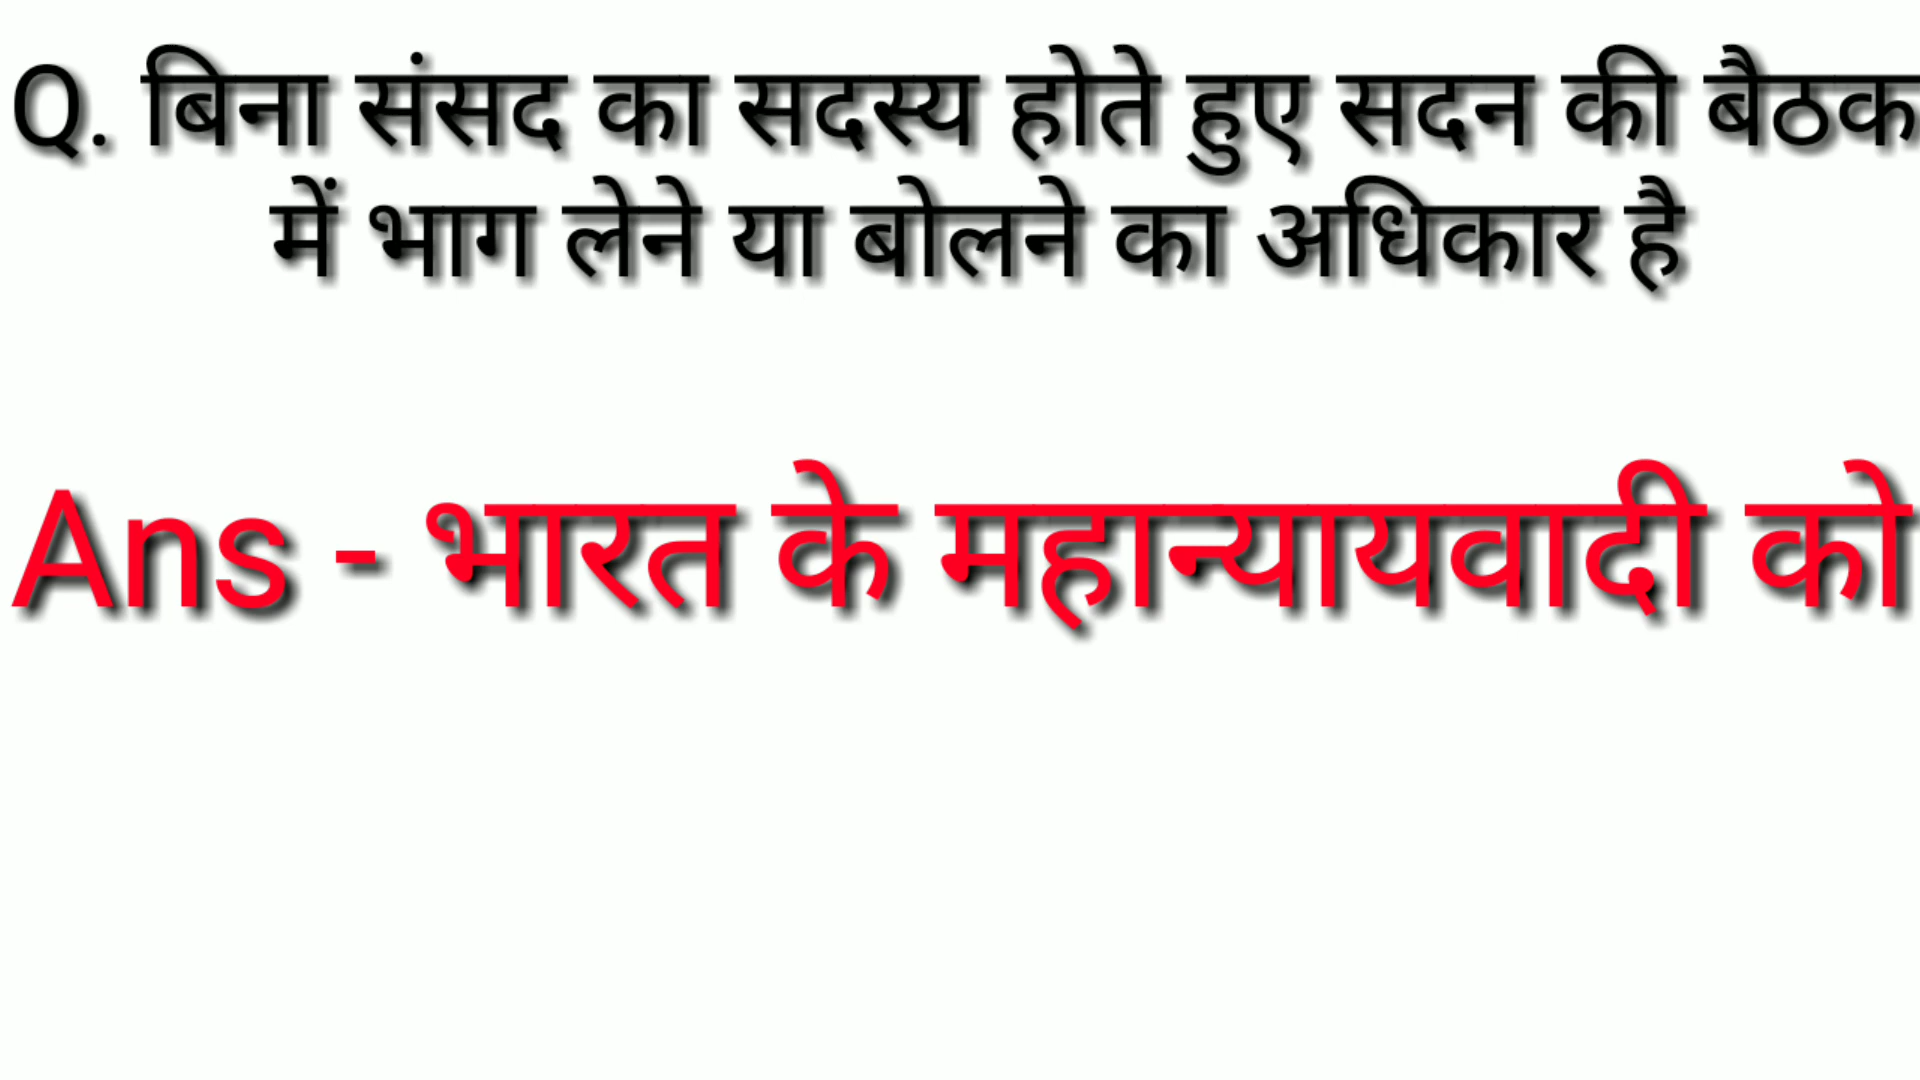 Q. बिना संसद का सदस्य होते हुए सदन की बैठक
में भाग लेने या बोलने का अधिकार है
Ans - भारत के महान्यायवादी को